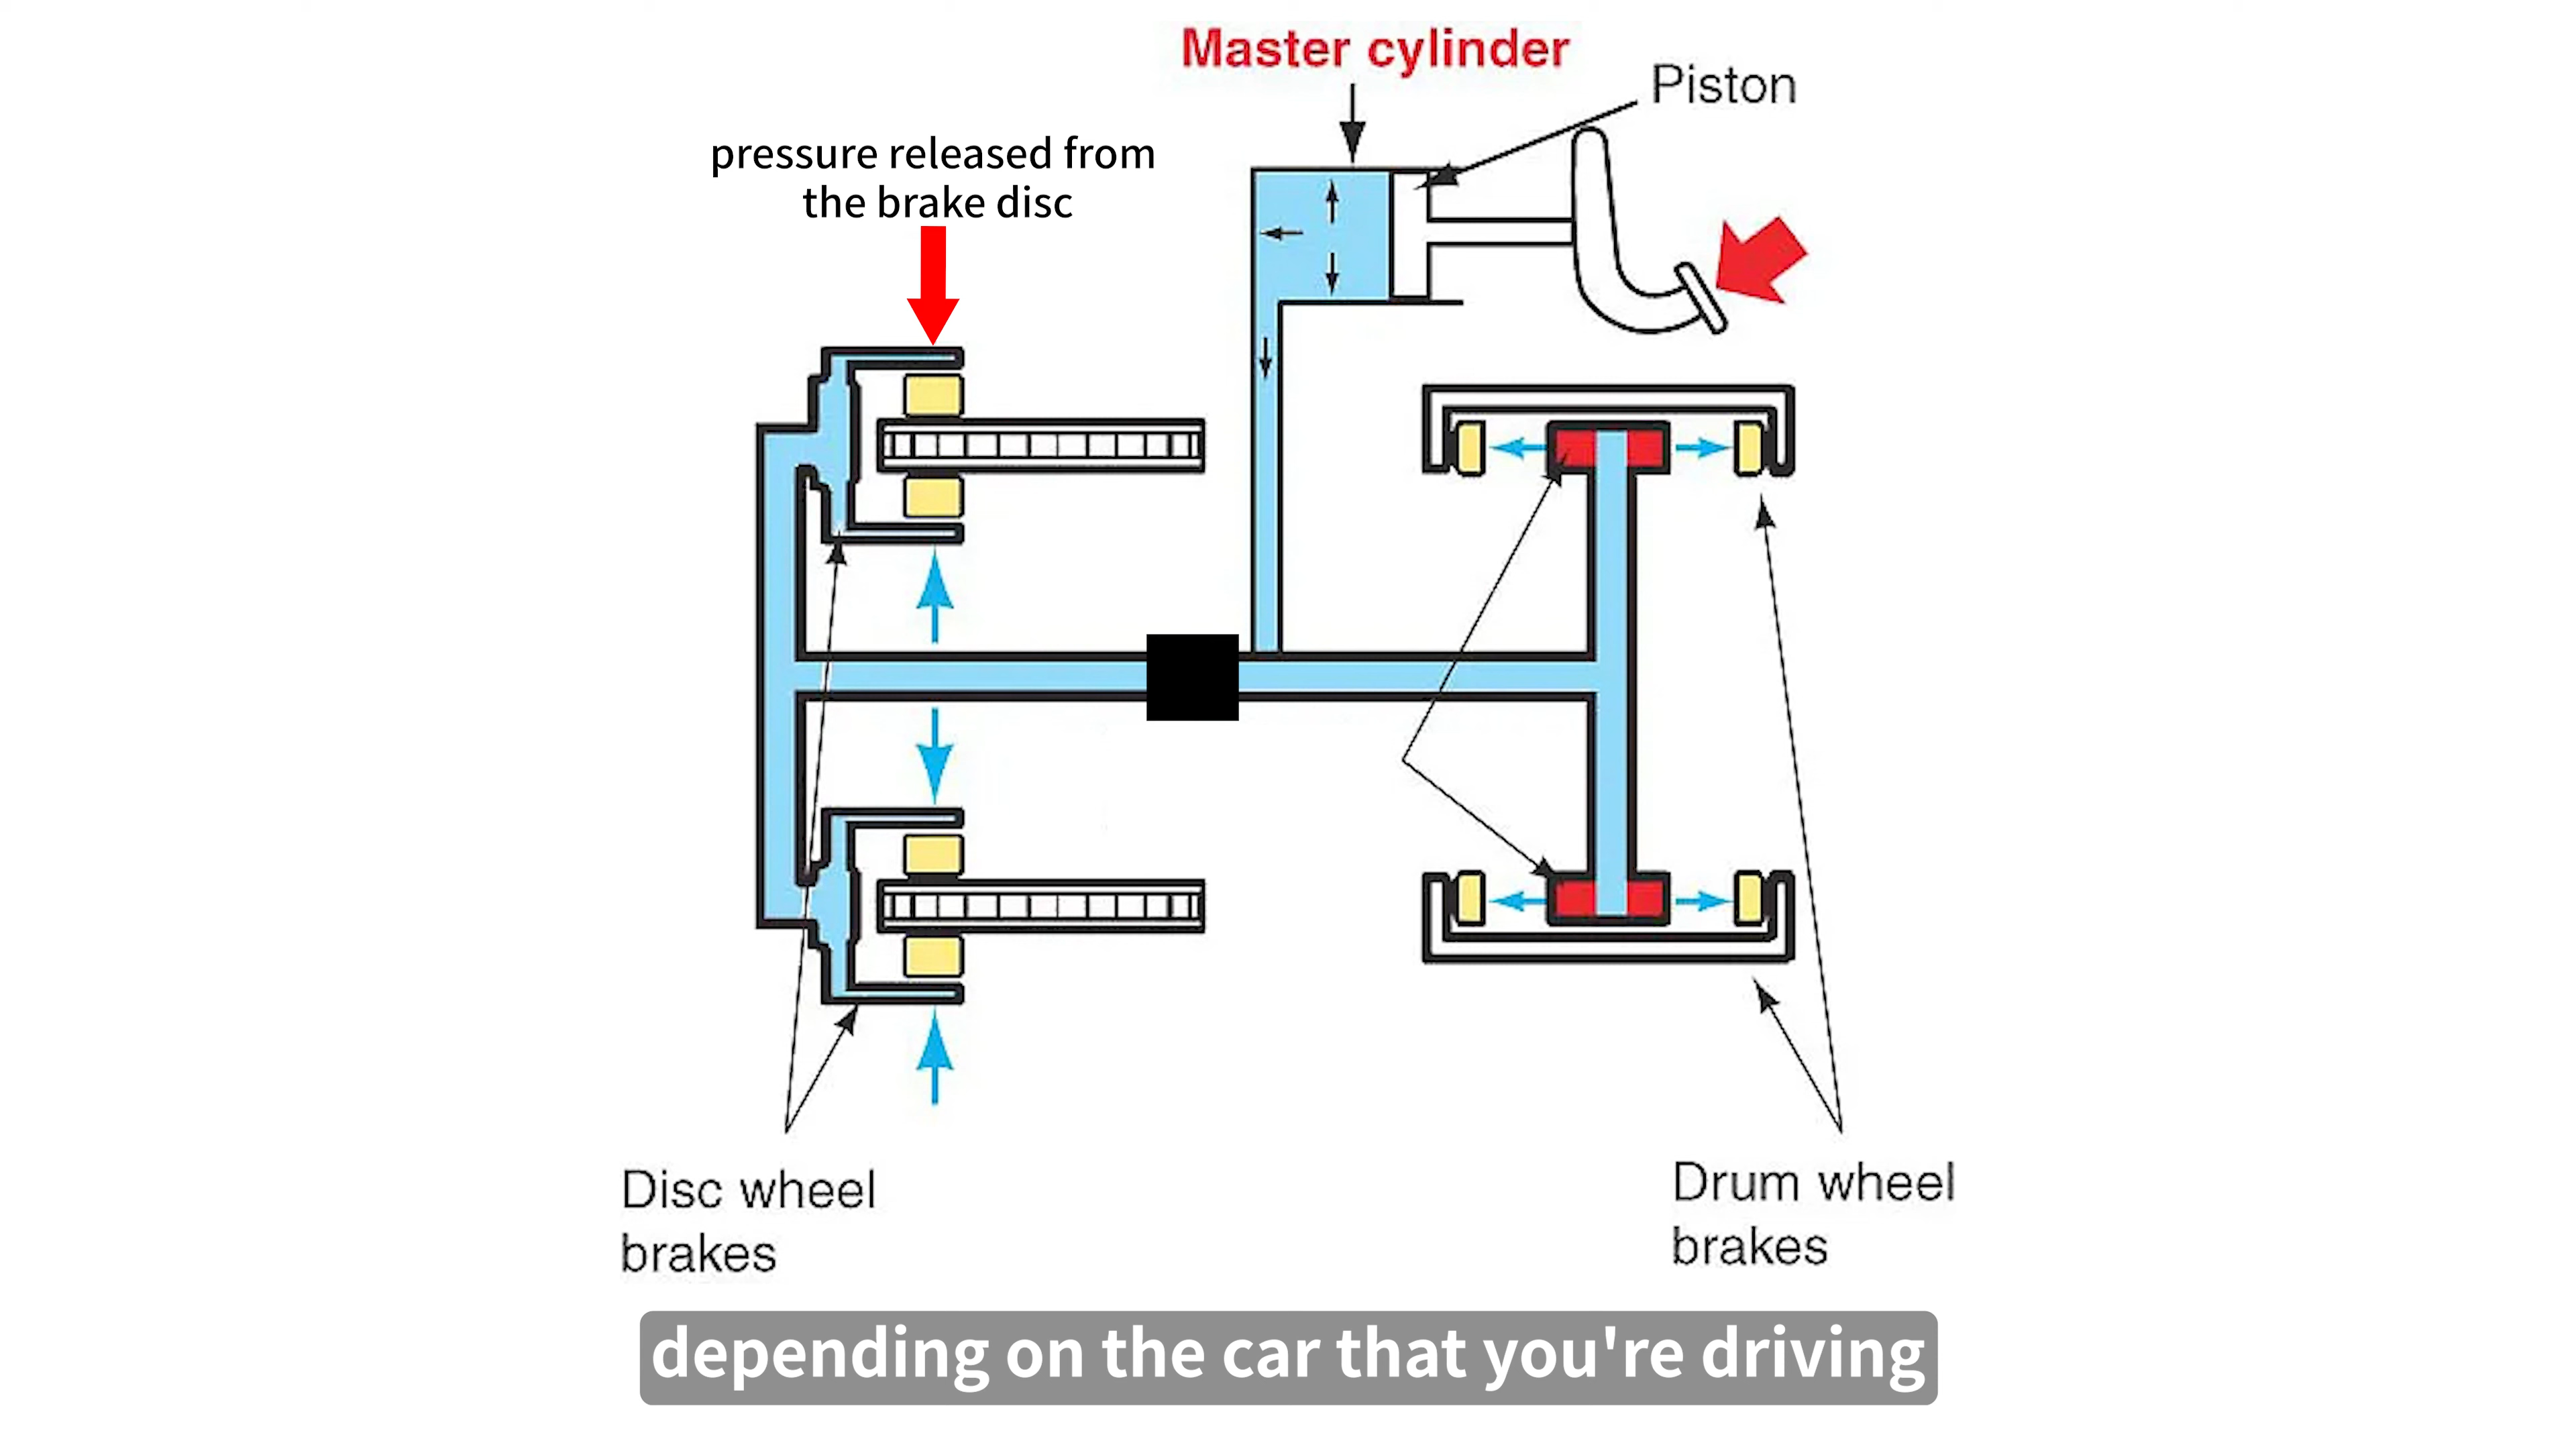 Master cylinder
Piston
pressure released from
the brake disc
Disc wheel
brakes
Drum wheel
brakes
depending on the car that you're driving